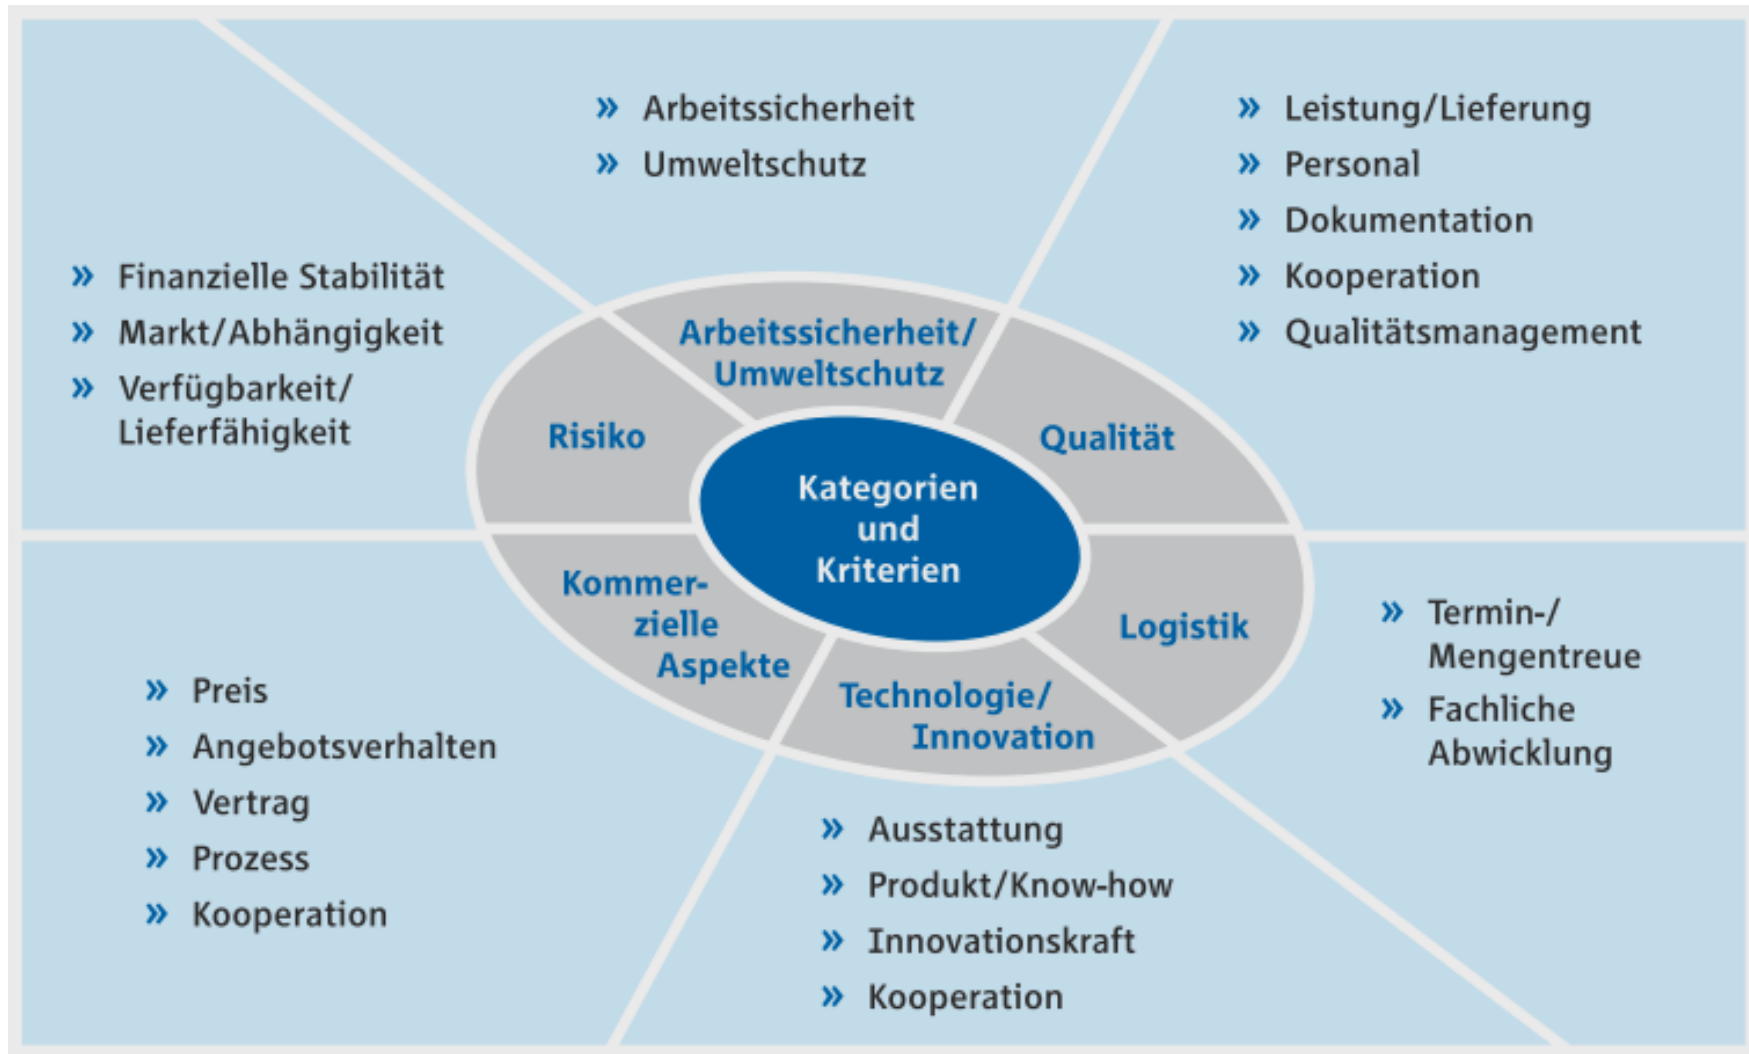 Arbeitssicherheit
Umweltschutz
Leistung/Lieferung
Personal
Dokumentation
Kooperation
Qualitätsmanagement
Finanzielle Stabilität
Markt/Abhängigkeit
Verfügbarkeit/
Lieferfähigkeit
Arbeitssicherheit/
Umweltschutz
Risiko
Qualität
Kategorien
und
Kriterien
Kommer-
zielle
Aspekte
Logistik
Technologie/
Innovation
Termin-/
Mengentreue
Fachliche
Abwicklung
Preis
Angebotsverhalten
Vertrag
Prozess
Kooperation
Ausstattung
Produkt/Know-how
Innovationskraft
Kooperation